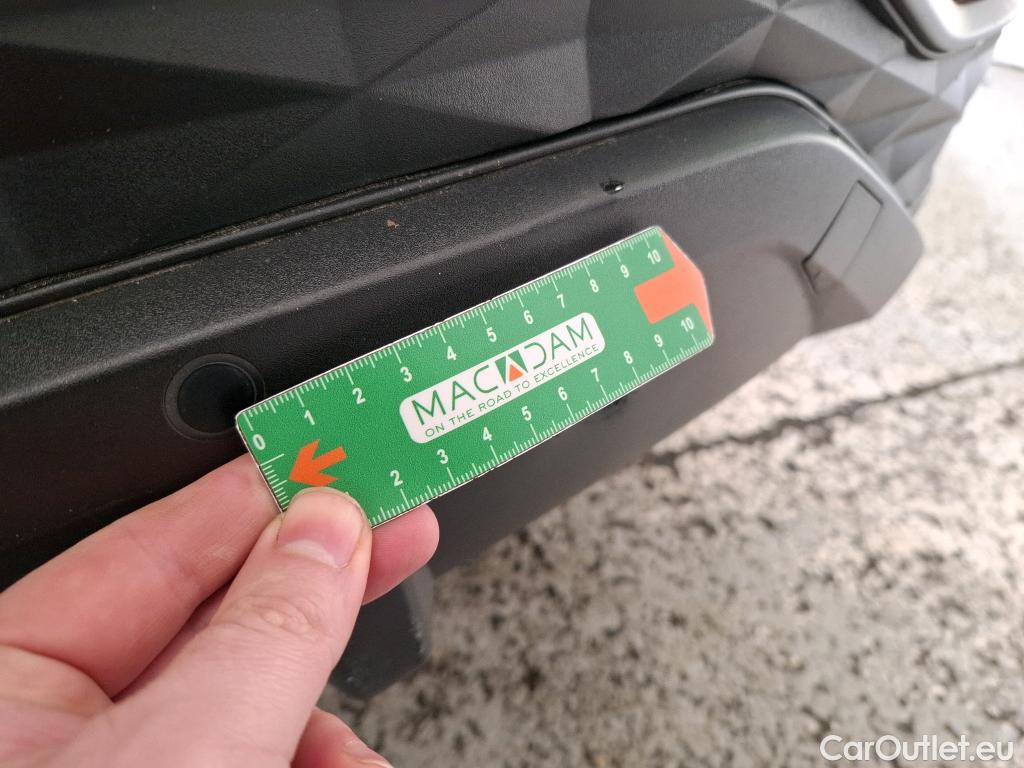 0 1 2 3 4 5 6 7 8 9 10
MACADAM
ON THE ROAD TO EXCELLENCE
2 3 4 5 6 7 8 9 10
CarOutlet.eu